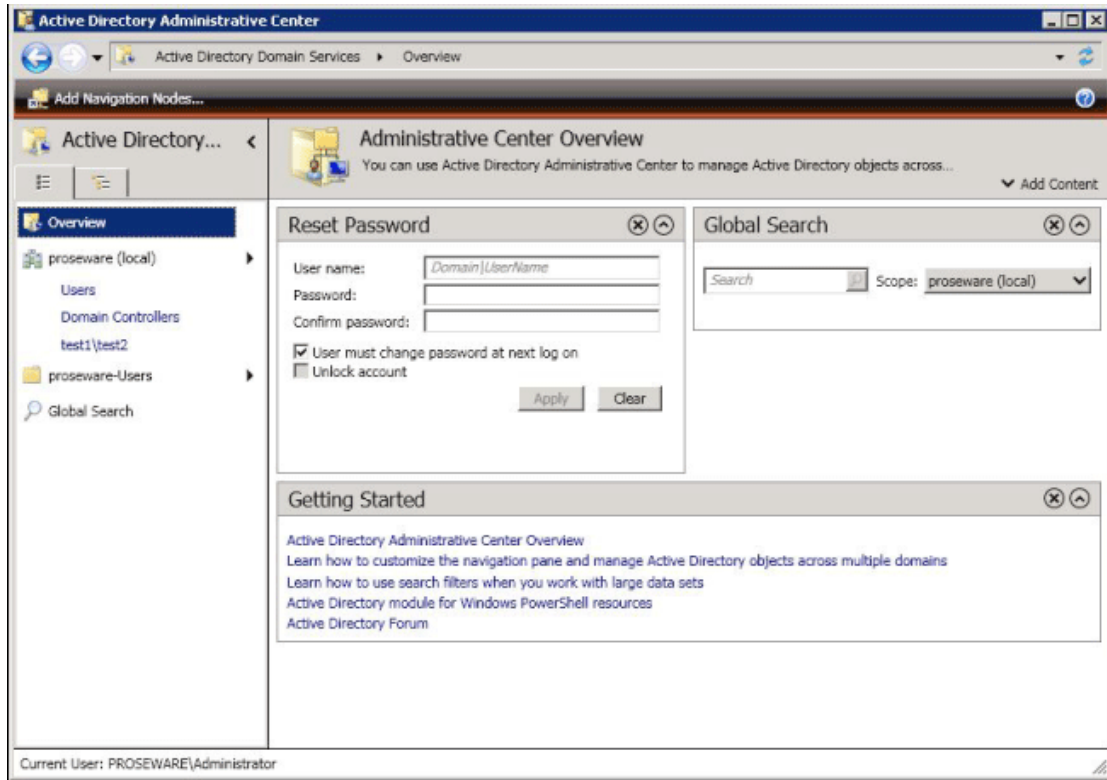 Active Directory Administrative Center
Active Directory Domain Services Overview
Add Navigation Nodes...
Active Directory...
Overview
proseware (local)
Users
Domain Controllers
test1\test2
proseware-Users
Global Search
Administrative Center Overview
You can use Active Directory Administrative Center to manage Active Directory objects across...
Add Content
Reset Password
User name: Domain|UserName
Password:
Confirm password:
User must change password at next log on
Unlock account
Apply Clear
Global Search
Search Scope: proseware (local)
Getting Started
Active Directory Administrative Center Overview
Learn how to customize the navigation pane and manage Active Directory objects across multiple domains
Learn how to use search filters when you work with large data sets
Active Directory module for Windows PowerShell resources
Active Directory Forum
Current User: PROSEWARE\Administrator